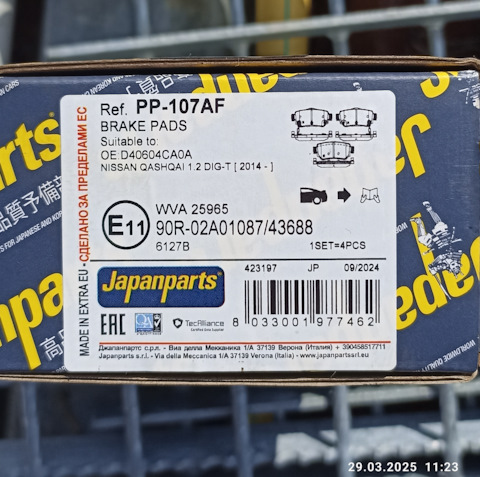 Ref. PP-107AF
BRAKE PADS
Suitable to:
OE:D40604CA0A
NISSAN QASHQAI 1.2 DIG-T [ 2014 - ]
WVA 25965
E11
90R-02A01087/43688
6127B
1SET=4PCS
MADE IN EXTRA EU - СДЕЛАНО ЗА ПРЕДЕЛАМИ ЕС
Japanparts
423197 JP 09/2024
EAC
TecAlliance
8 033001 977462
Джапанпартс с.р.л. - Виа делла Мекканика 1/А 37139 Верона (Италия) + 390458517711
Japanparts s.r.l. - Via della Meccanica 1/A 37139 Verona (Italia) - www.japanpartsrl.eu
Japanparts
29.03.2025 11:23